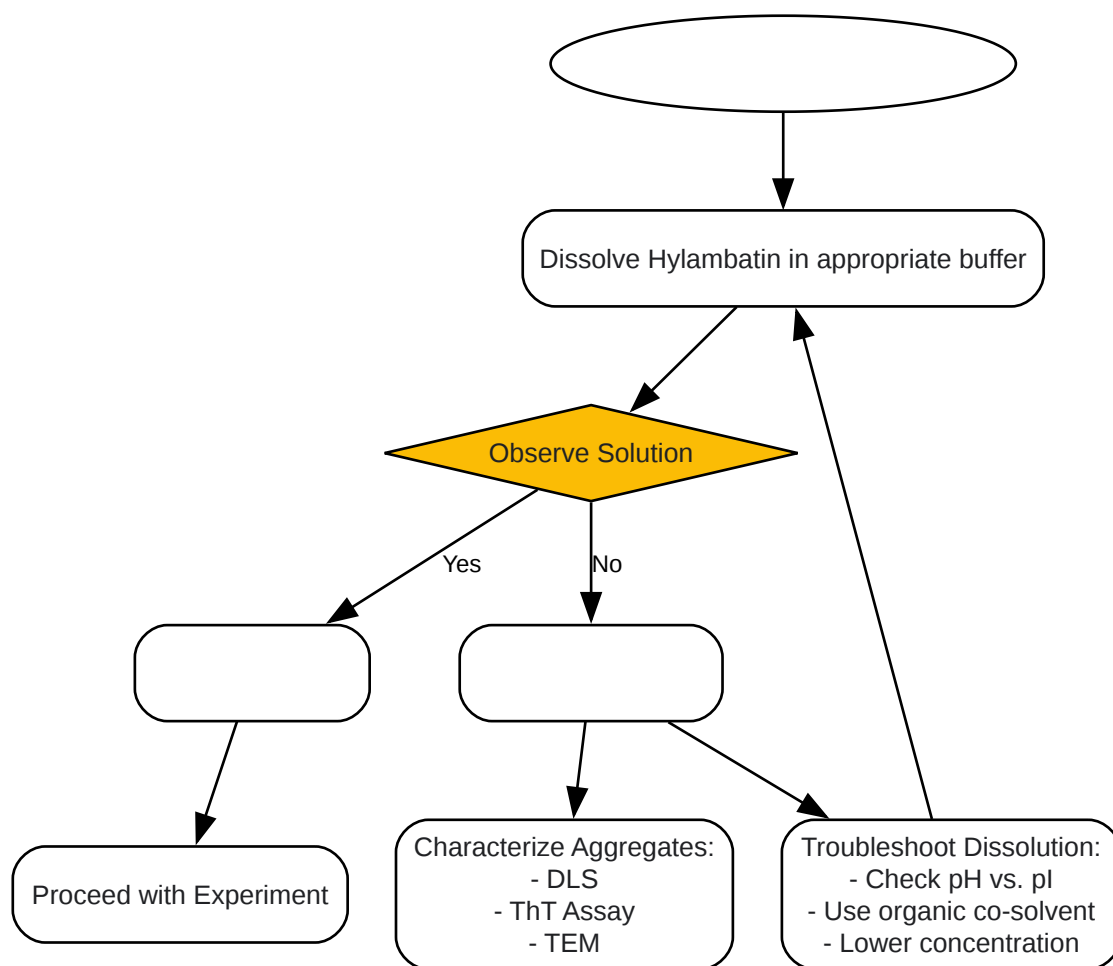 Dissolve Hylambatin in appropriate buffer
Observe Solution
Yes
No
Proceed with Experiment
Characterize Aggregates:
- DLS
- ThT Assay
- TEM
Troubleshoot Dissolution:
- Check pH vs. pI
- Use organic co-solvent
- Lower concentration